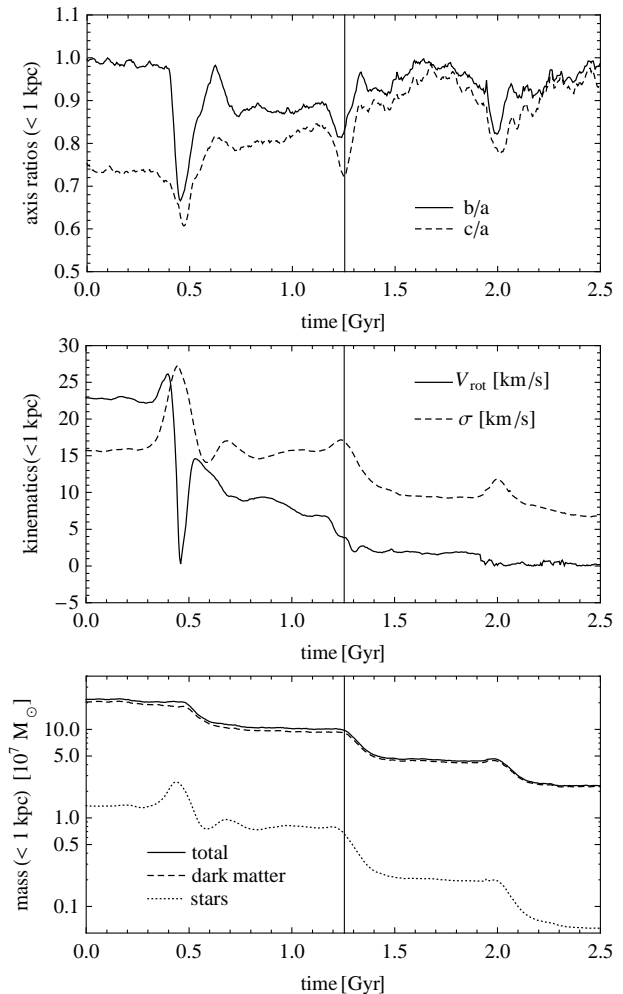 1.1
1.0
0.9
0.8
0.7
0.6
0.5
axis ratios (< 1 kpc)
b/a
c/a
0.0 0.5 1.0 1.5 2.0 2.5
time [Gyr]
30
25
20
15
10
5
0
−5
kinematics(<1 kpc)
V_rot [km/s]
σ [km/s]
0.0 0.5 1.0 1.5 2.0 2.5
time [Gyr]
10.0
5.0
1.0
0.5
0.1
mass (< 1 kpc) [10⁷ M⊙]
total
dark matter
stars
0.0 0.5 1.0 1.5 2.0 2.5
time [Gyr]